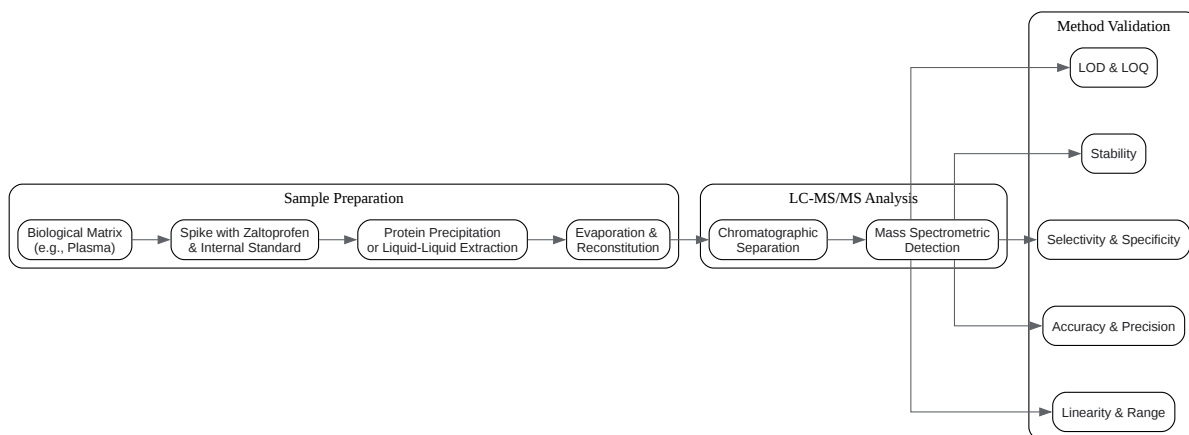 Method Validation
LOD & LOQ
Stability
Sample Preparation
Biological Matrix
(e.g., Plasma)
Spike with Zaltoprofen
& Internal Standard
Protein Precipitation
or Liquid-Liquid Extraction
Evaporation &
Reconstitution
LC-MS/MS Analysis
Chromatographic
Separation
Mass Spectrometric
Detection
Selectivity & Specificity
Accuracy & Precision
Linearity & Range